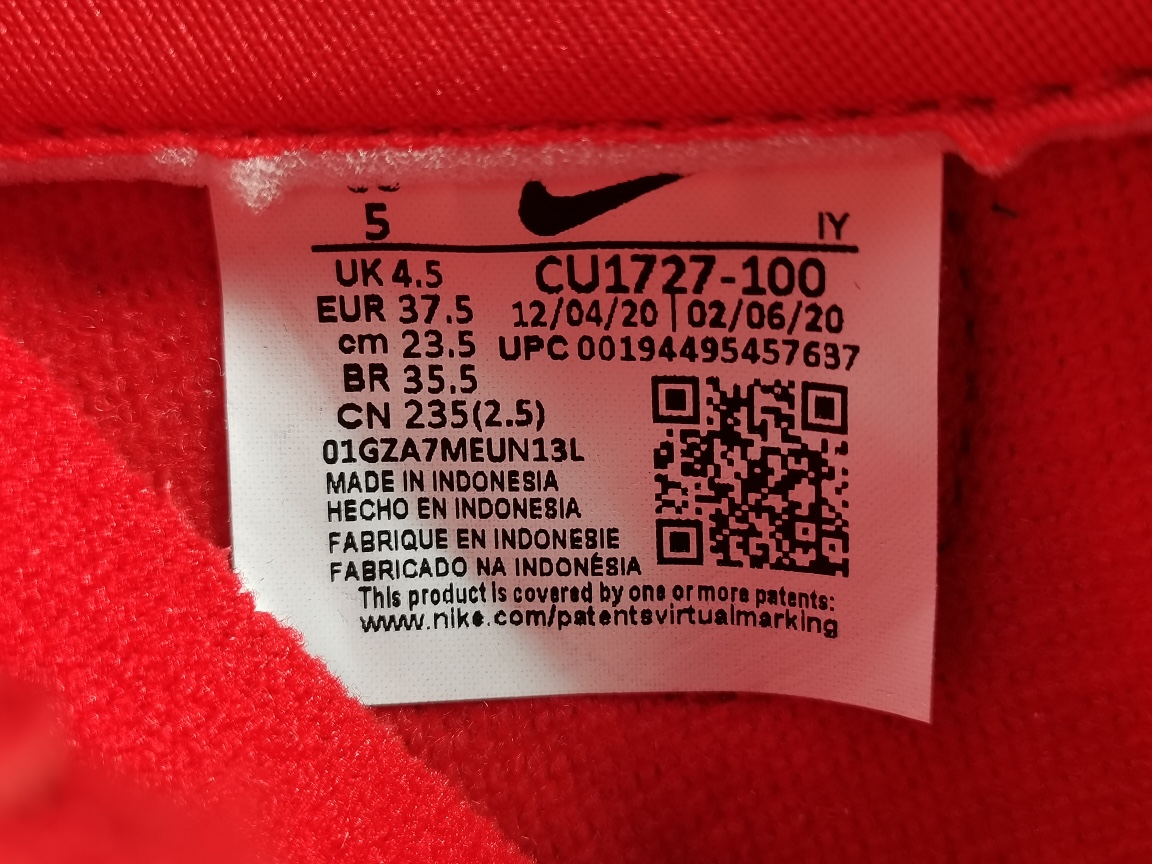 5
IY
UK 4.5
CU1727-100
EUR 37.5
12/04/20 | 02/06/20
cm 23.5
UPC 00194495457637
BR 35.5
CN 235(2.5)
01GZA7MEUN13L
MADE IN INDONESIA
HECHO EN INDONESIA
FABRIQUE EN INDONESIE
FABRICADO NA INDONÉSIA
This product is covered by one or more patents:
www.nike.com/patentsvirtualmarking